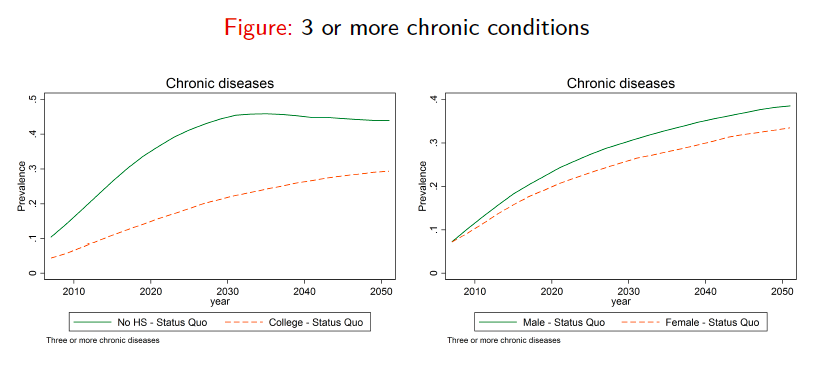 Figure: 3 or more chronic conditions
Chronic diseases
Prevalence
.5
.4
.3
.2
.1
0
2010 2020 2030 2040 2050
year
No HS - Status Quo College - Status Quo
Three or more chronic diseases
Chronic diseases
Prevalence
.4
.3
.2
.1
0
2010 2020 2030 2040 2050
year
Male - Status Quo Female - Status Quo
Three or more chronic diseases